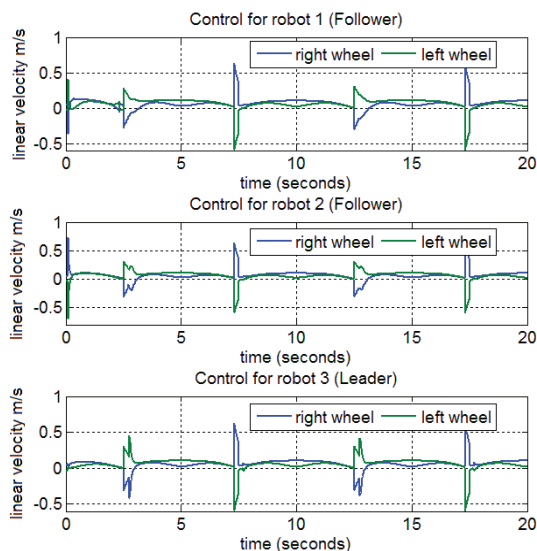 Control for robot 1 (Follower)
linear velocity m/s
1
0.5
0
-0.5
right wheel
left wheel
0
5
10
15
20
time (seconds)
Control for robot 2 (Follower)
linear velocity m/s
1
0.5
0
-0.5
right wheel
left wheel
0
5
10
15
20
time (seconds)
Control for robot 3 (Leader)
linear velocity m/s
1
0.5
0
-0.5
right wheel
left wheel
0
5
10
15
20
time (seconds)